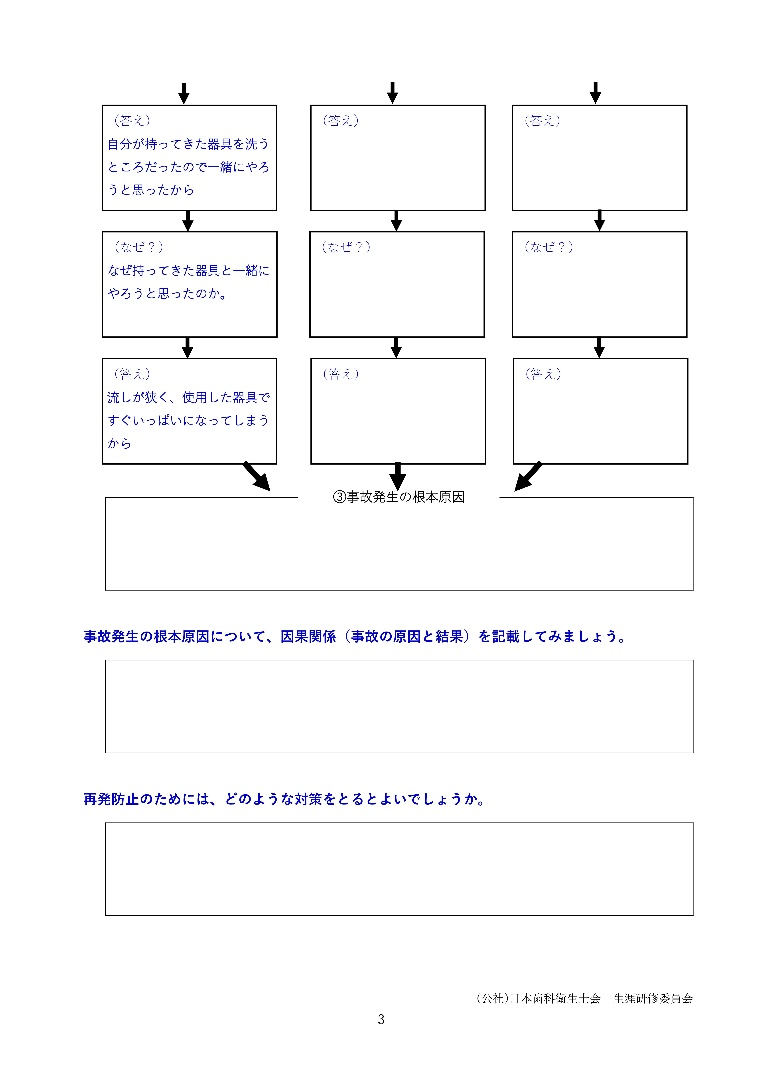 (答え)
自分が持ってきた器具を洗う
ところだったので一緒にやろ
うと思ったから
(答え)
(答え)
(なぜ？)
なぜ持ってきた器具と一緒に
やろうと思ったのか。
(なぜ？)
(なぜ？)
(答え)
流しが狭く、使用した器具で
すぐいっぱいになってしまう
から
(答え)
(答え)
③事故発生の根本原因
事故発生の根本原因について、因果関係（事故の原因と結果）を記載してみましょう。
再発防止のためには、どのような対策をとるとよいでしょうか。
(公社)日本歯科衛生士会　生涯研修委員会
3